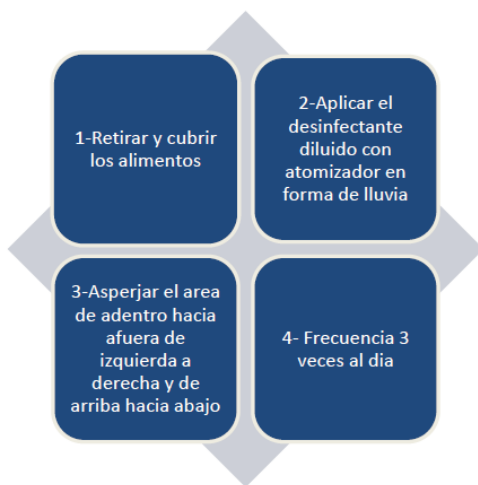 1-Retirar y cubrir
los alimentos
2-Aplicar el
desinfectante
diluido con
atomizador en
forma de lluvia
3-Asperjar el area
de adentro hacia
afuera de
izquierda a
derecha y de
arriba hacia abajo
4- Frecuencia 3
veces al dia